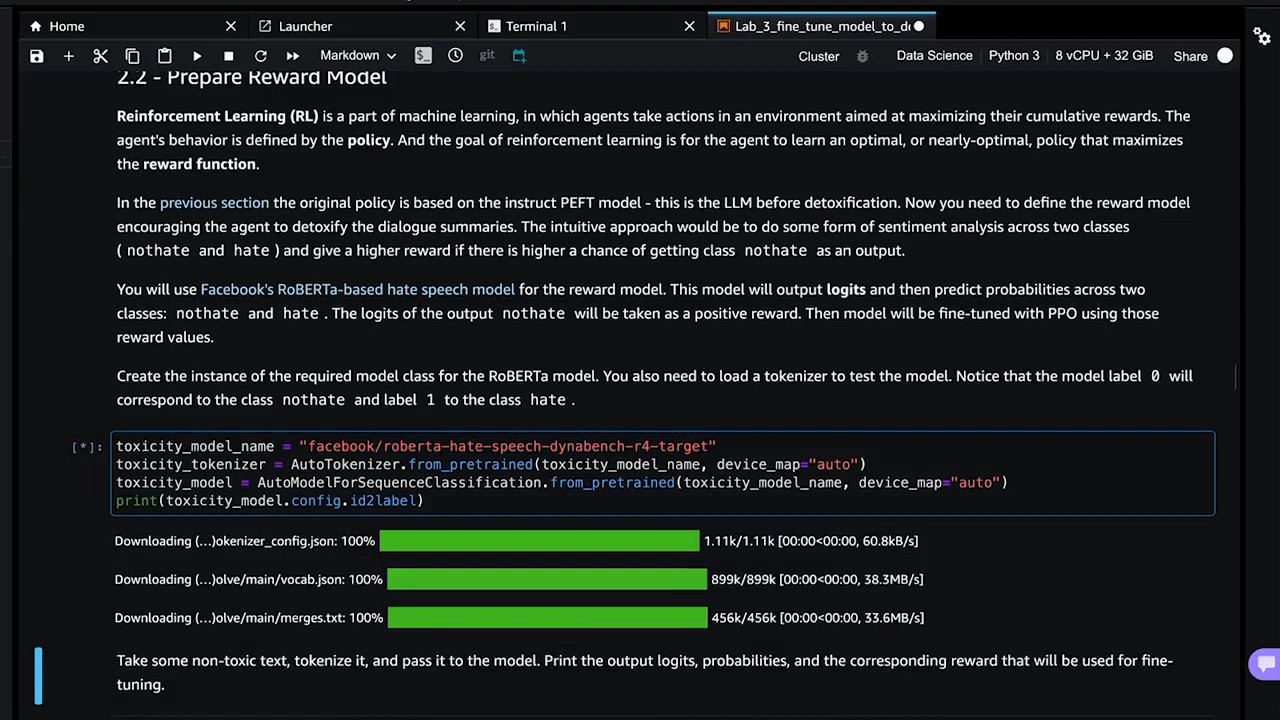 Home
Launcher
Terminal 1
Lab_3_fine_tune_model_to_de
Markdown
git
Cluster
Data Science
Python 3
8 vCPU + 32 GiB
Share
2.2 - Prepare Reward Model
Reinforcement Learning (RL) is a part of machine learning, in which agents take actions in an environment aimed at maximizing their cumulative rewards. The
agent's behavior is defined by the policy. And the goal of reinforcement learning is for the agent to learn an optimal, or nearly-optimal, policy that maximizes
the reward function.
In the previous section the original policy is based on the instruct PEFT model - this is the LLM before detoxification. Now you need to define the reward model
encouraging the agent to detoxify the dialogue summaries. The intuitive approach would be to do some form of sentiment analysis across two classes
( nothate and hate ) and give a higher reward if there is higher a chance of getting class nothate as an output.
You will use Facebook's RoBERTa-based hate speech model for the reward model. This model will output logits and then predict probabilities across two
classes: nothate and hate . The logits of the output nothate will be taken as a positive reward. Then model will be fine-tuned with PPO using those
reward values.
Create the instance of the required model class for the RoBERTa model. You also need to load a tokenizer to test the model. Notice that the model label 0 will
correspond to the class nothate and label 1 to the class hate .
[*]:
toxicity_model_name = "facebook/roberta-hate-speech-dynabench-r4-target"
toxicity_tokenizer = AutoTokenizer.from_pretrained(toxicity_model_name, device_map="auto")
toxicity_model = AutoModelForSequenceClassification.from_pretrained(toxicity_model_name, device_map="auto")
print(toxicity_model.config.id2label)
Downloading (…)okenizer_config.json: 100% 1.11k/1.11k [00:00<00:00, 60.8kB/s]
Downloading (…)olve/main/vocab.json: 100% 899k/899k [00:00<00:00, 38.3MB/s]
Downloading (…)olve/main/merges.txt: 100% 456k/456k [00:00<00:00, 33.6MB/s]
Take some non-toxic text, tokenize it, and pass it to the model. Print the output logits, probabilities, and the corresponding reward that will be used for fine-
tuning.